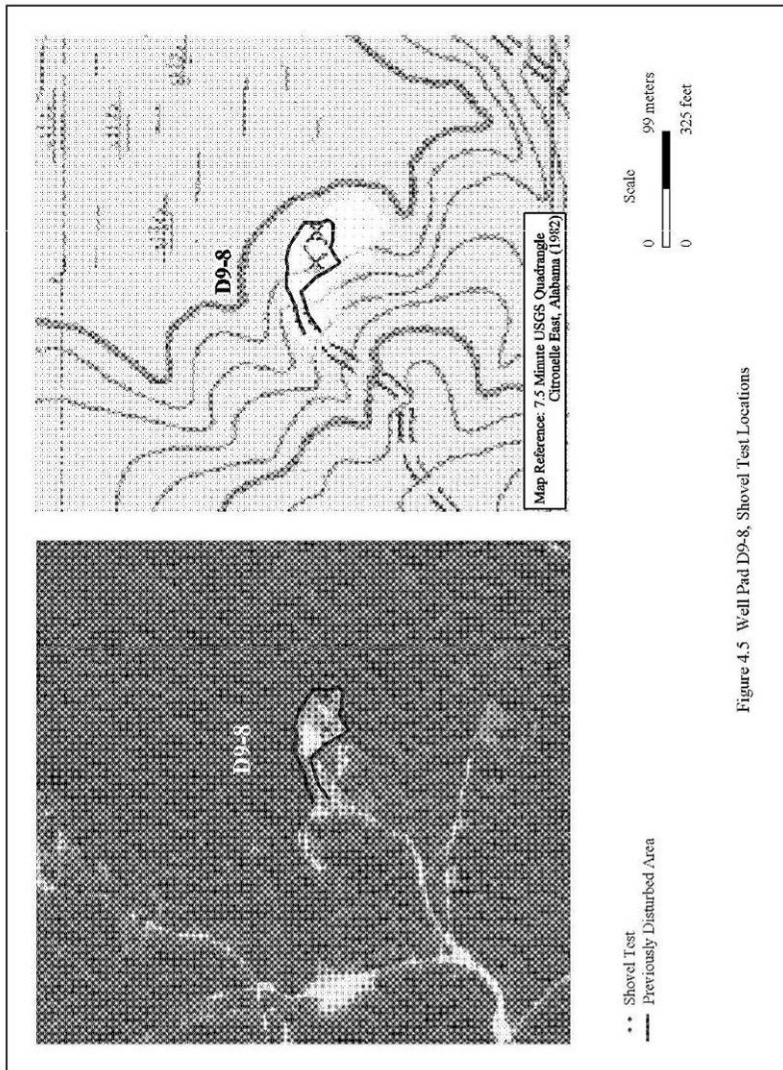 D9-8
D9-8
Map Reference: 7.5 Minute USGS Quadrangle
Citronelle East, Alabama (1982)
Shovel Test
Previously Disturbed Area
Scale
0 99 meters
0 325 feet
Figure 4.5 Well Pad D9-8, Shovel Test Locations